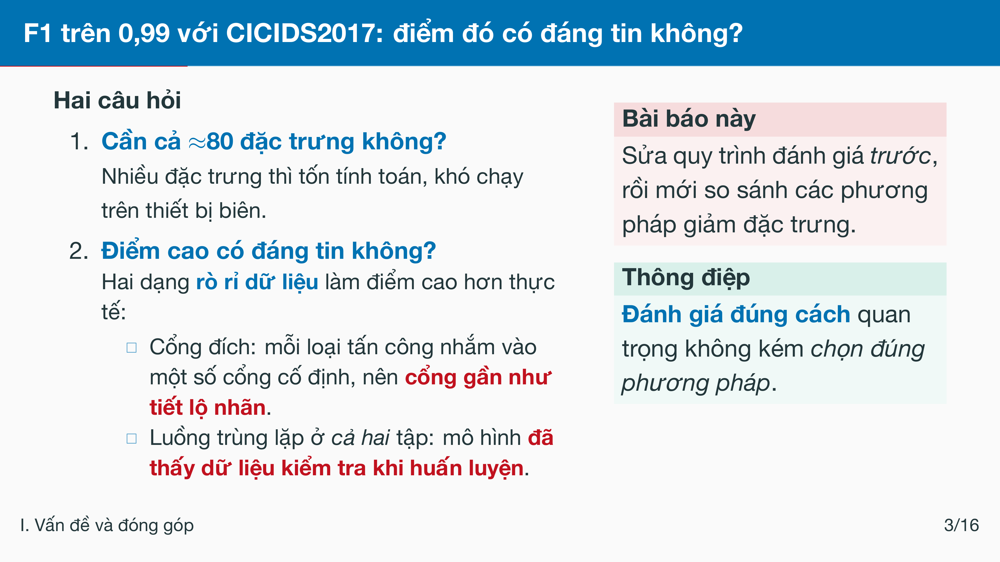 F1 trên 0,99 với CICIDS2017: điểm đó có đáng tin không?
Hai câu hỏi
1. Cần cả ≈80 đặc trưng không?
Nhiều đặc trưng thì tốn tính toán, khó chạy
trên thiết bị biên.
2. Điểm cao có đáng tin không?
Hai dạng rò rỉ dữ liệu làm điểm cao hơn thực
tế:
□ Cổng đích: mỗi loại tấn công nhắm vào
một số cổng cố định, nên cổng gần như
tiết lộ nhãn.
□ Luồng trùng lặp ở cả hai tập: mô hình đã
thấy dữ liệu kiểm tra khi huấn luyện.
Bài báo này
Sửa quy trình đánh giá trước,
rồi mới so sánh các phương
pháp giảm đặc trưng.
Thông điệp
Đánh giá đúng cách quan
trọng không kém chọn đúng
phương pháp.
I. Vấn đề và đóng góp
3/16